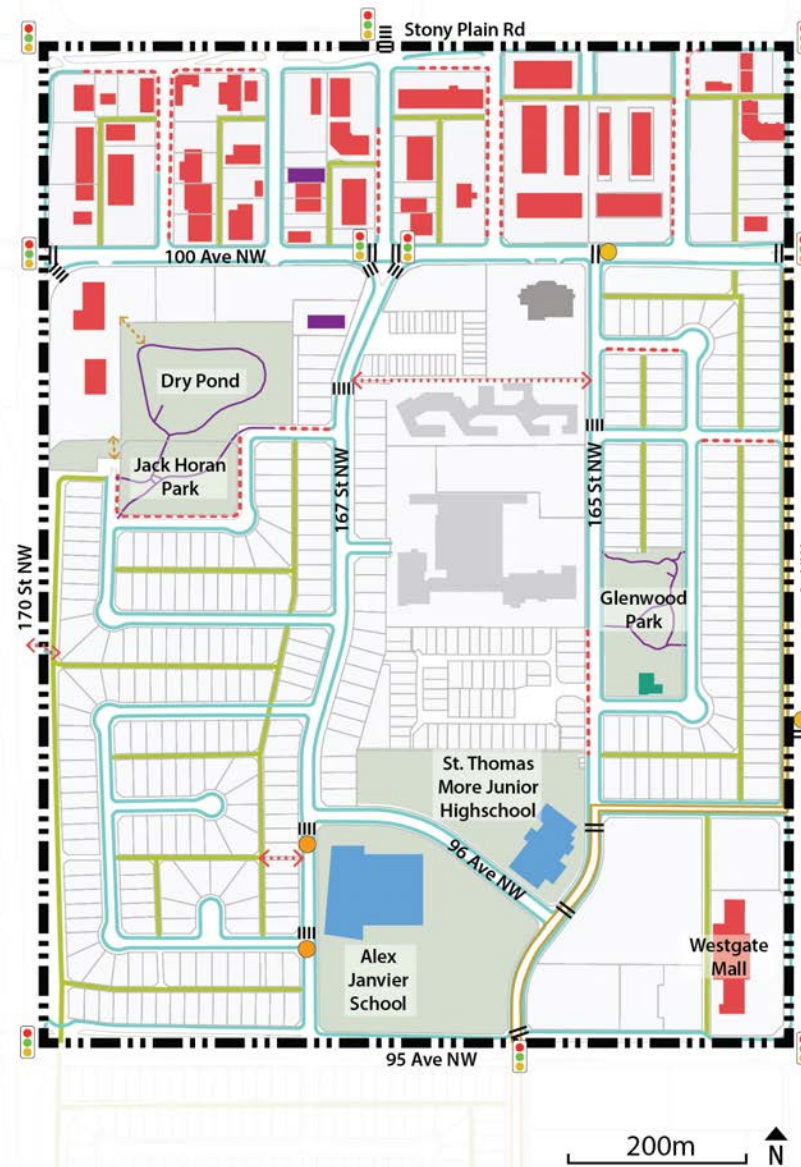 Stony Plain Rd
100 Ave NW
Dry Pond
Jack Horan
Park
167 St NW
165 St NW
170 St NW
Glenwood
Park
St. Thomas
More Junior
Highschool
96 Ave NW
Alex
Janvier
School
Westgate
Mall
95 Ave NW
200m
N